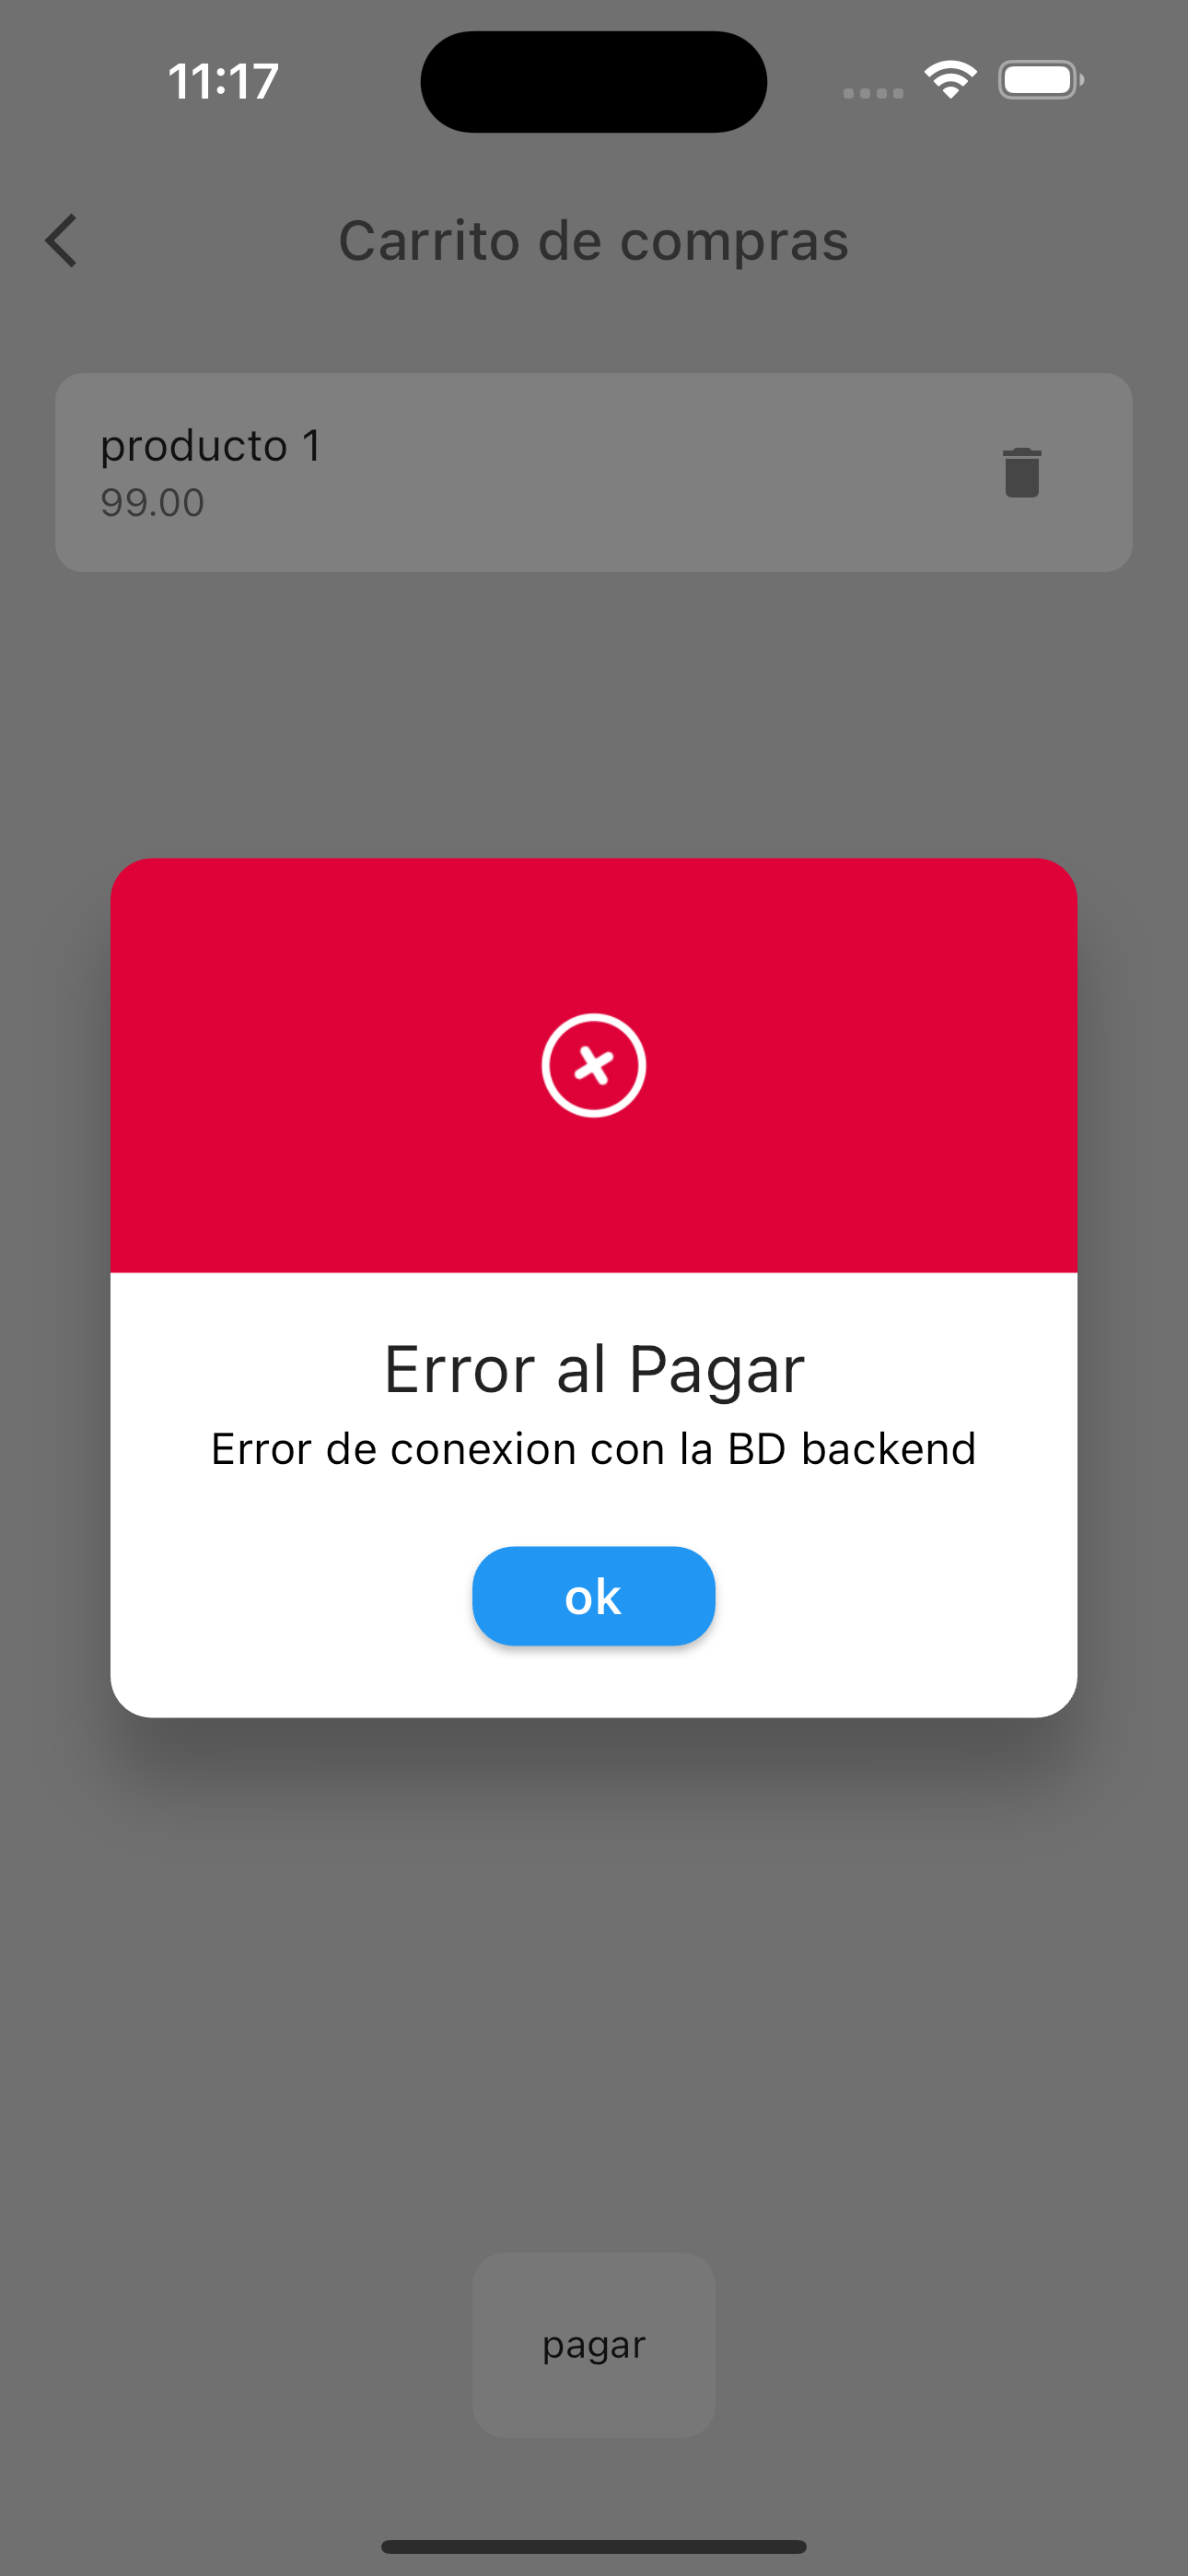 11:17
Carrito de compras
producto 1
99.00
Error al Pagar
Error de conexion con la BD backend
ok
pagar